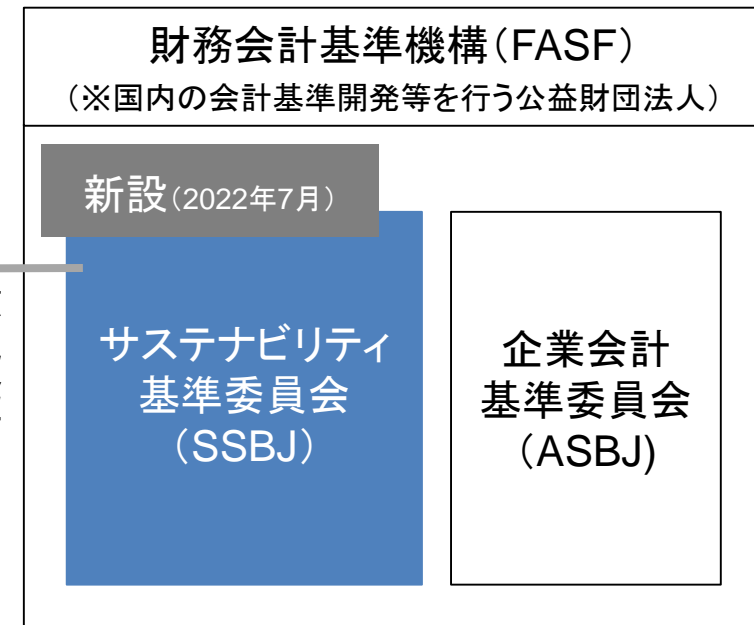 財務会計基準機構（FASF）
（※国内の会計基準開発等を行う公益財団法人）
新設（2022年7月）
サステナビリティ
基準委員会
（SSBJ）
企業会計
基準委員会
（ASBJ)